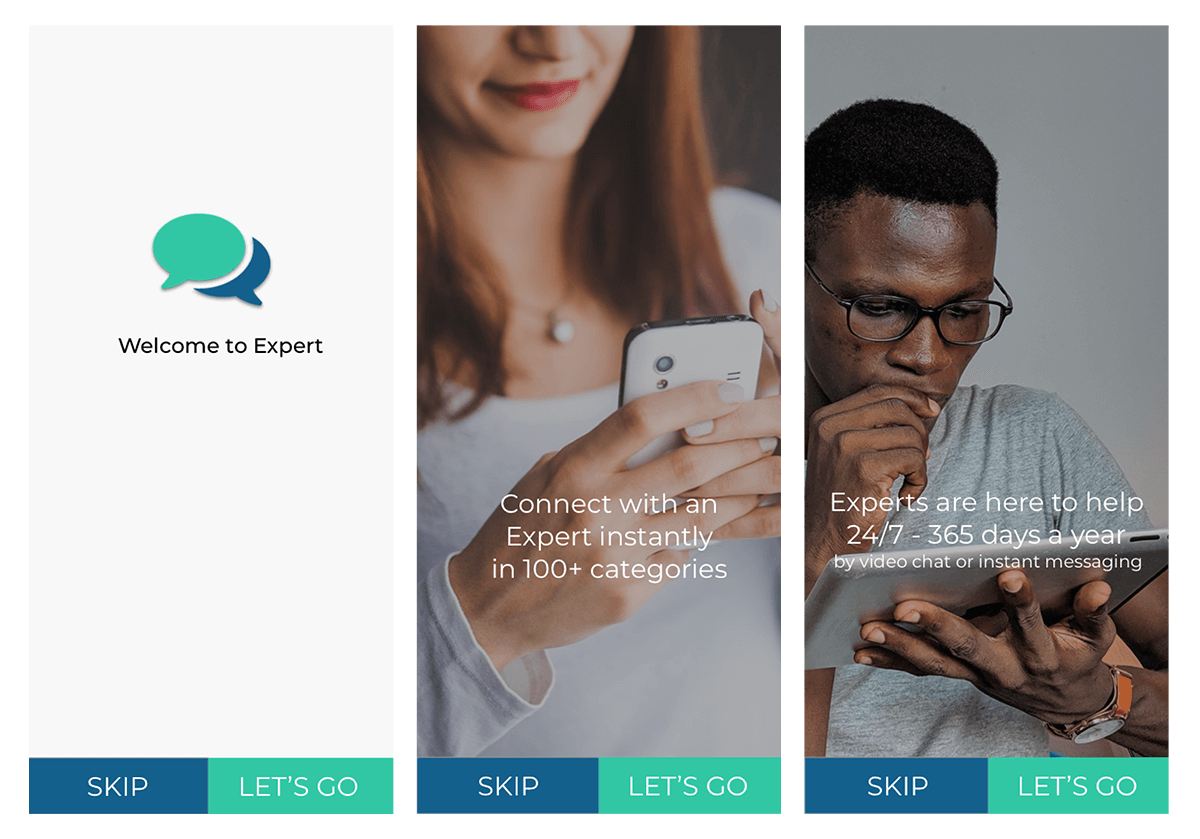 Welcome to Expert
SKIP
LET'S GO
Connect with an
Expert instantly
in 100+ categories
SKIP
LET'S GO
Experts are here to help
24/7 - 365 days a year
by video chat or instant messaging
SKIP
LET'S GO